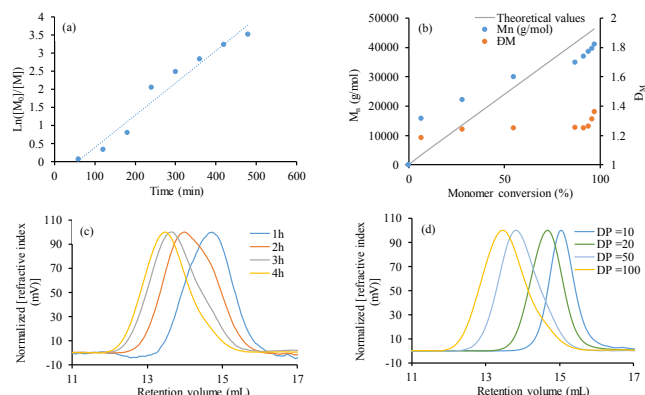 (a)
Ln([M₀]/[M])
4
3.5
3
2.5
2
1.5
1
0.5
0
0 100 200 300 400 500 600
Time (min)
(b)
Theoretical values
Mn (g/mol)
ĐM
Mₙ (g/mol)
50000
40000
30000
20000
10000
0
2
1.8
1.6
1.4
1.2
1
Đ_M
0 20 40 60 80 100
Monomer conversion (%)
(c)
1h
2h
3h
4h
Normalized [refractive index
(mV)]
110
90
70
50
30
10
-10
11 13 15 17
Retention volume (mL)
(d)
DP =10
DP =20
DP =50
DP =100
Normalized [refractive index
(mV)]
110
90
70
50
30
10
-10
11 13 15 17
Retention volume (mL)